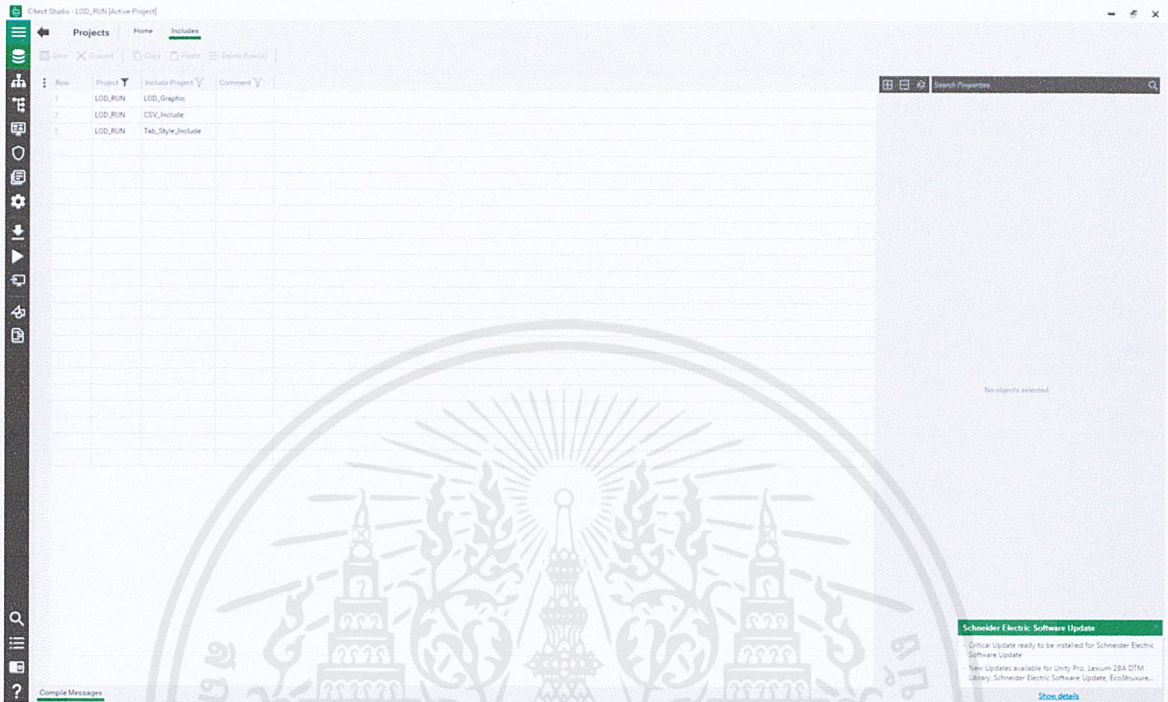 Citect Studio - LOD_RUN [Active Project]
Projects Home Includes
Save Discard Copy Paste Delete Row(s)
Row Project Include Project Comment
1 LOD_RUN LOD_Graphic
2 LOD_RUN CSV_Include
3 LOD_RUN Tab_Style_Include
Search Properties
No objects selected
Schneider Electric Software Update
- Critical Update ready to be installed for Schneider Electric
Software Update
- New Updates available for Unity Pro, Lexium 28A DTM
Library, Schneider Electric Software Update, EcoStruxure...
Show details
Compile Messages